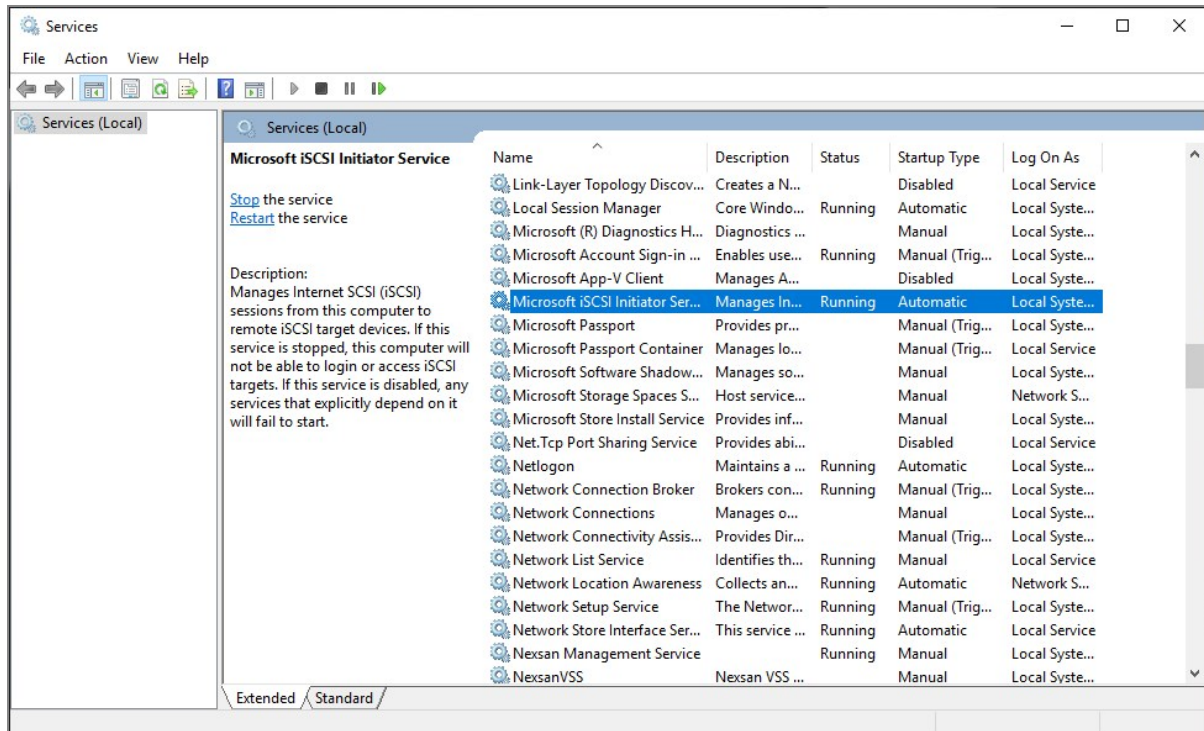 Services
File Action View Help
Services (Local)
Services (Local)
Microsoft iSCSI Initiator Service
Stop the service
Restart the service
Description:
Manages Internet SCSI (iSCSI)
sessions from this computer to
remote iSCSI target devices. If this
service is stopped, this computer will
not be able to login or access iSCSI
targets. If this service is disabled, any
services that explicitly depend on it
will fail to start.
Name Description Status Startup Type Log On As
Link-Layer Topology Discov... Creates a N... Disabled Local Service
Local Session Manager Core Windo... Running Automatic Local Syste...
Microsoft (R) Diagnostics H... Diagnostics ... Manual Local Syste...
Microsoft Account Sign-in ... Enables use... Running Manual (Trig... Local Syste...
Microsoft App-V Client Manages A... Disabled Local Syste...
Microsoft iSCSI Initiator Ser... Manages In... Running Automatic Local Syste...
Microsoft Passport Provides pr... Manual (Trig... Local Syste...
Microsoft Passport Container Manages lo... Manual (Trig... Local Service
Microsoft Software Shadow... Manages so... Manual Local Syste...
Microsoft Storage Spaces S... Host service... Manual Network S...
Microsoft Store Install Service Provides inf... Manual Local Syste...
Net.Tcp Port Sharing Service Provides abi... Disabled Local Service
Netlogon Maintains a ... Running Automatic Local Syste...
Network Connection Broker Brokers con... Running Manual (Trig... Local Syste...
Network Connections Manages o... Manual Local Syste...
Network Connectivity Assis... Provides Dir... Manual (Trig... Local Syste...
Network List Service Identifies th... Running Manual Local Service
Network Location Awareness Collects an... Running Automatic Network S...
Network Setup Service The Networ... Running Manual (Trig... Local Syste...
Network Store Interface Ser... This service ... Running Automatic Local Service
Nexsan Management Service Running Manual Local Syste...
NexsanVSS Nexsan VSS ... Manual Local Syste...
Extended Standard